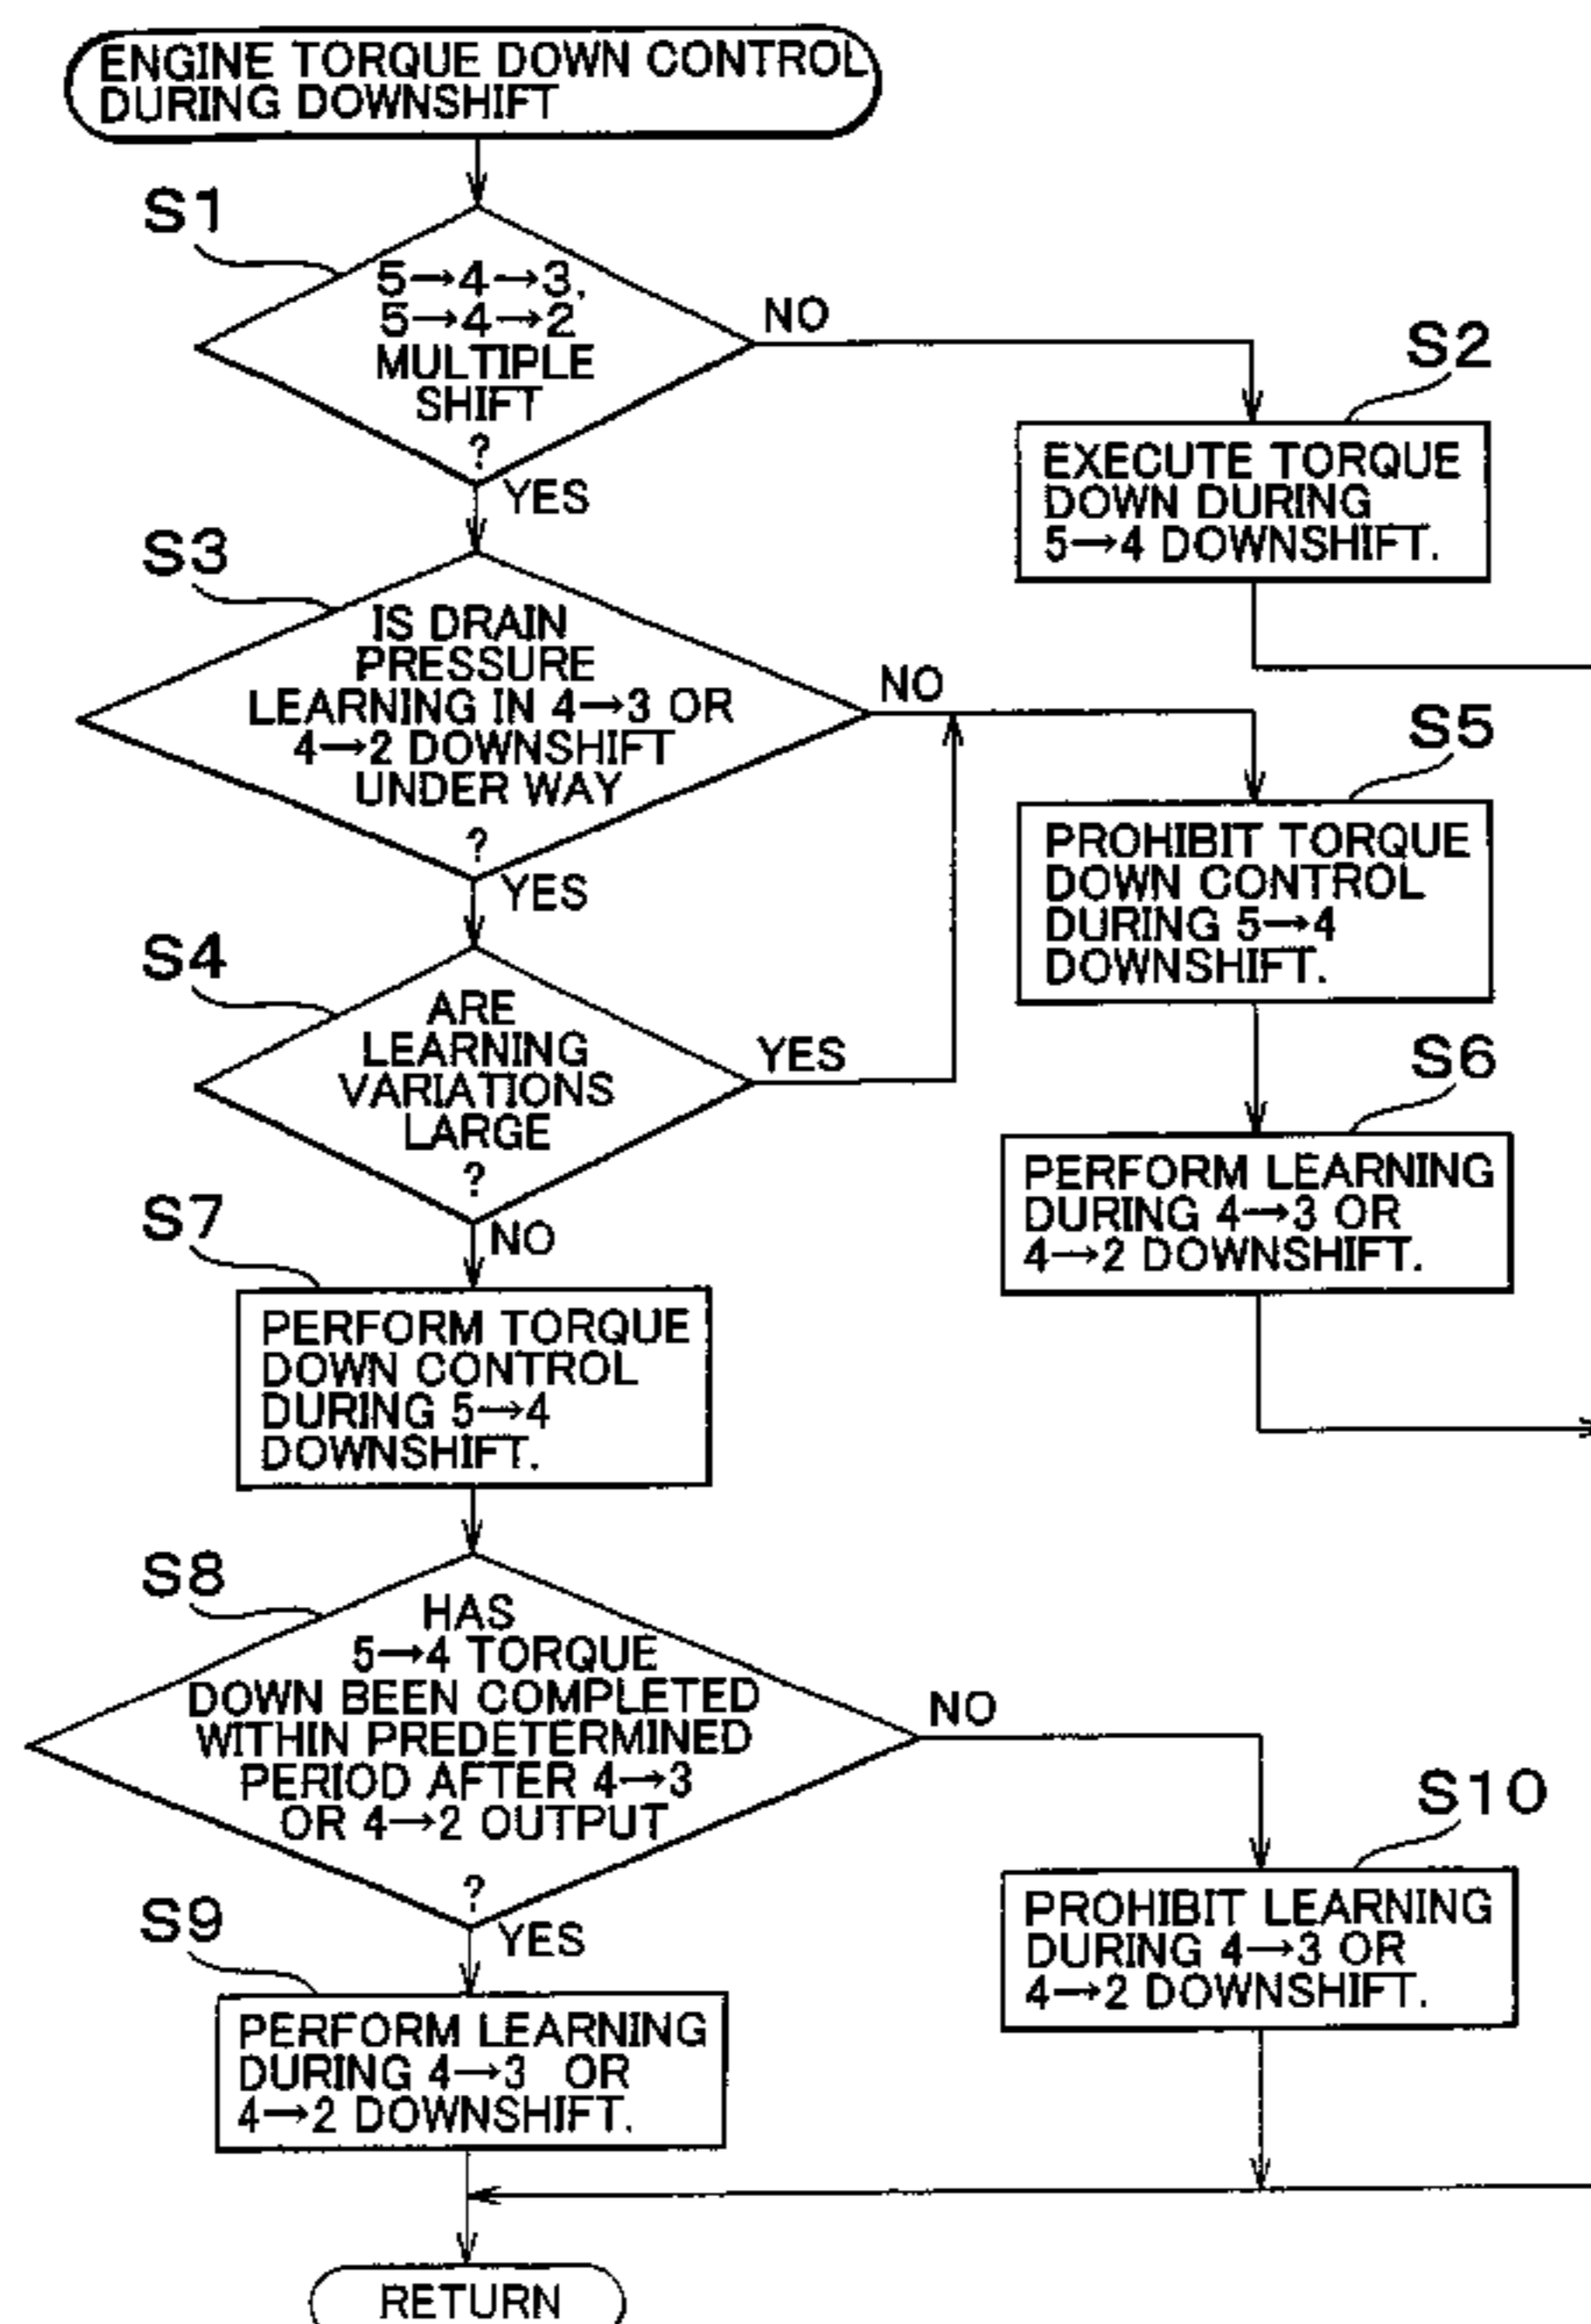 ENGINE TORQUE DOWN CONTROL
DURING DOWNSHIFT
S1
5→4→3,
5→4→2
MULTIPLE
SHIFT
?
NO
YES
S2
EXECUTE TORQUE
DOWN DURING
5→4 DOWNSHIFT.
S3
IS DRAIN
PRESSURE
LEARNING IN 4→3 OR
4→2 DOWNSHIFT
UNDER WAY
?
NO
YES
S5
PROHIBIT TORQUE
DOWN CONTROL
DURING 5→4
DOWNSHIFT.
S4
ARE
LEARNING
VARIATIONS
LARGE
?
YES
NO
S6
PERFORM LEARNING
DURING 4→3 OR
4→2 DOWNSHIFT.
S7
PERFORM TORQUE
DOWN CONTROL
DURING 5→4
DOWNSHIFT.
S8
HAS
5→4 TORQUE
DOWN BEEN COMPLETED
WITHIN PREDETERMINED
PERIOD AFTER 4→3
OR 4→2 OUTPUT
?
NO
YES
S10
PROHIBIT LEARNING
DURING 4→3 OR
4→2 DOWNSHIFT.
S9
PERFORM LEARNING
DURING 4→3 OR
4→2 DOWNSHIFT.
RETURN